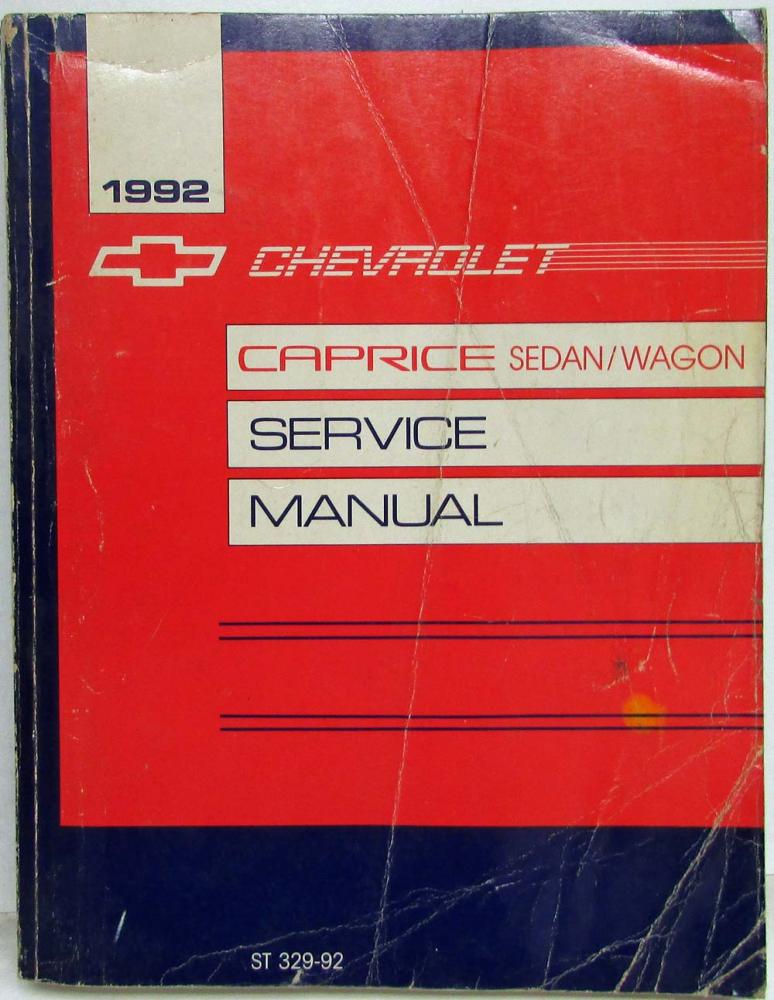 1992
CHEVROLET
CAPRICE SEDAN/WAGON
SERVICE
MANUAL
ST 329-92